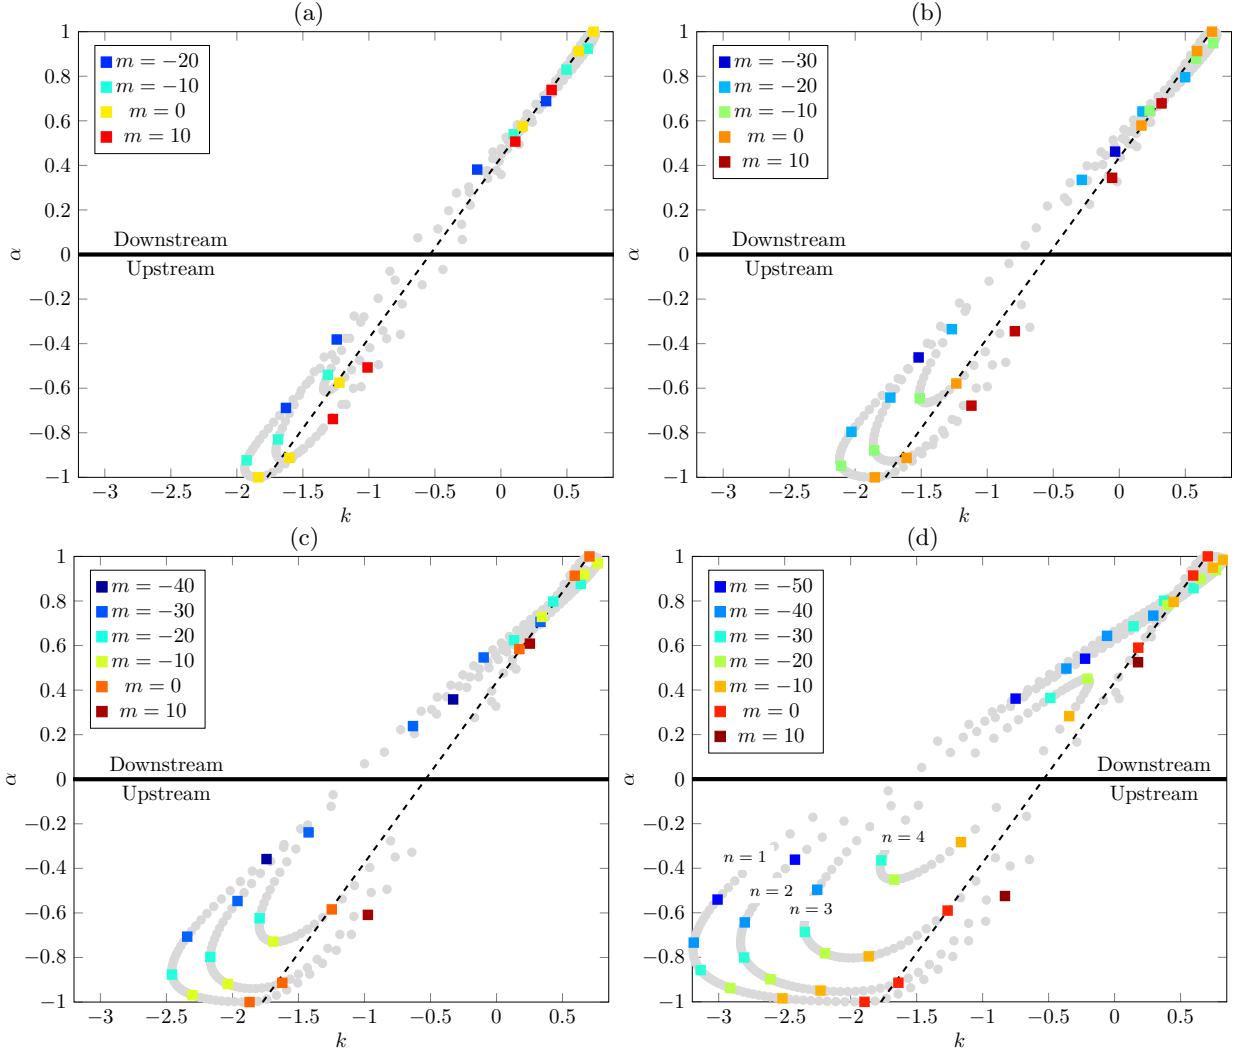 (a)
1
0.8
0.6
0.4
0.2
0
−0.2
−0.4
−0.6
−0.8
−1
α
m = −20
m = −10
m = 0
m = 10
Downstream
Upstream
−3 −2.5 −2 −1.5 −1 −0.5 0 0.5
k
(b)
1
0.8
0.6
0.4
0.2
0
−0.2
−0.4
−0.6
−0.8
−1
α
m = −30
m = −20
m = −10
m = 0
m = 10
Downstream
Upstream
−3 −2.5 −2 −1.5 −1 −0.5 0 0.5
k
(c)
1
0.8
0.6
0.4
0.2
0
−0.2
−0.4
−0.6
−0.8
−1
α
m = −40
m = −30
m = −20
m = −10
m = 0
m = 10
Downstream
Upstream
−3 −2.5 −2 −1.5 −1 −0.5 0 0.5
k
(d)
1
0.8
0.6
0.4
0.2
0
−0.2
−0.4
−0.6
−0.8
−1
α
m = −50
m = −40
m = −30
m = −20
m = −10
m = 0
m = 10
Downstream
Upstream
n = 4
n = 1
n = 2
n = 3
−3 −2.5 −2 −1.5 −1 −0.5 0 0.5
k